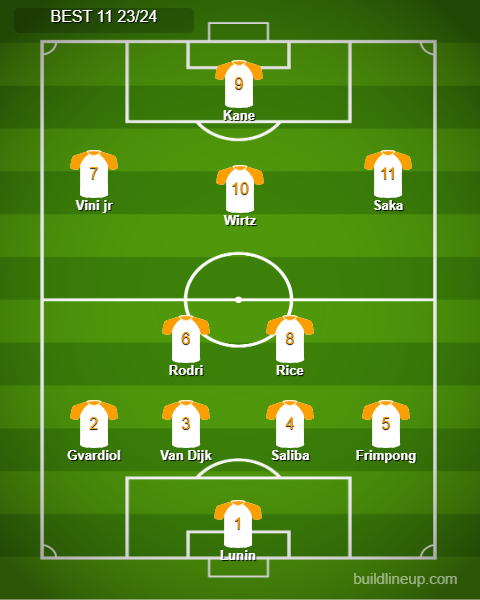 BEST 11 23/24
9
Kane
7
Vini jr
10
Wirtz
11
Saka
6
Rodri
8
Rice
2
Gvardiol
3
Van Dijk
4
Saliba
5
Frimpong
1
Lunin
buildlineup.com